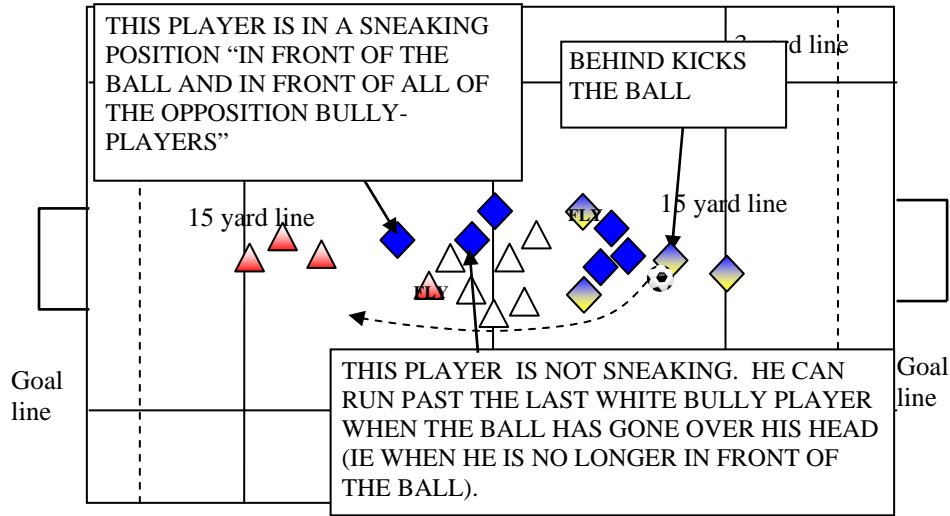 THIS PLAYER IS IN A SNEAKING
POSITION “IN FRONT OF THE
BALL AND IN FRONT OF ALL OF
THE OPPOSITION BULLY-
PLAYERS”
line
BEHIND KICKS
THE BALL
15 yard line
FLY
15 yard line
FLY
THIS PLAYER IS NOT SNEAKING. HE CAN
RUN PAST THE LAST WHITE BULLY PLAYER
WHEN THE BALL HAS GONE OVER HIS HEAD
(IE WHEN HE IS NO LONGER IN FRONT OF
THE BALL).
Goal
line
Goal
line